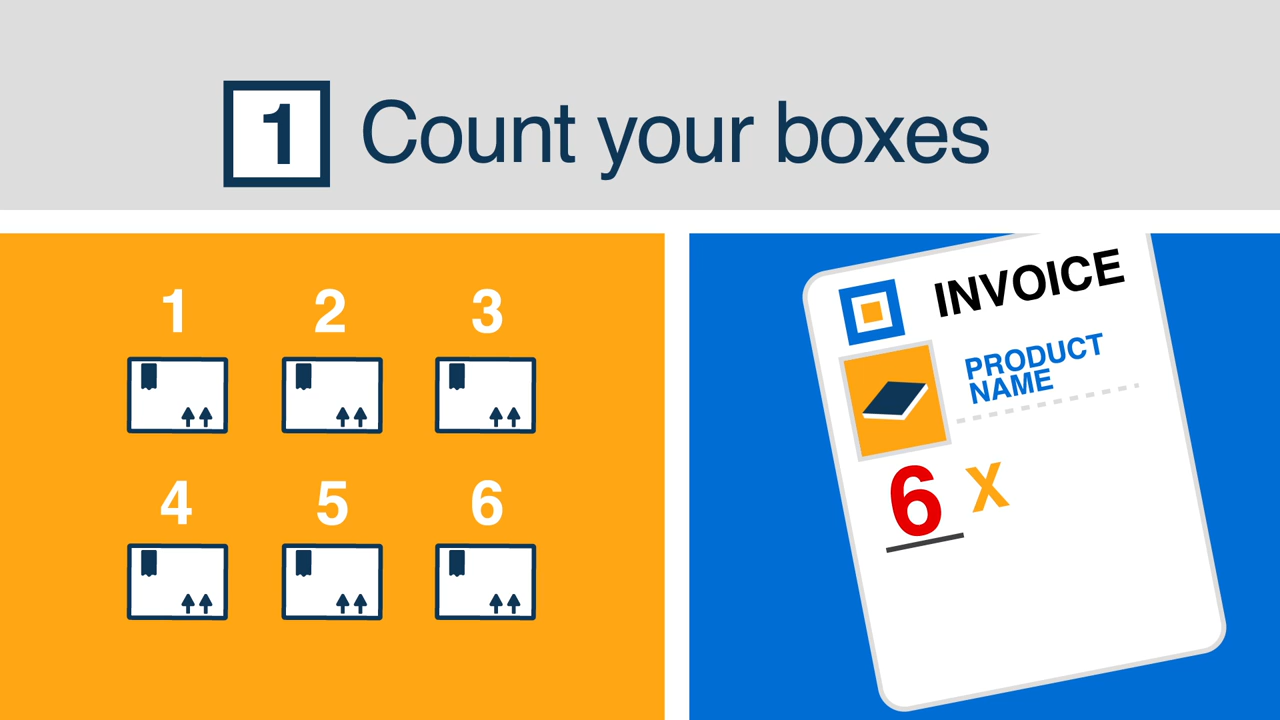 1 Count your boxes
1 2 3
4 5 6
INVOICE
PRODUCT
NAME
6 x